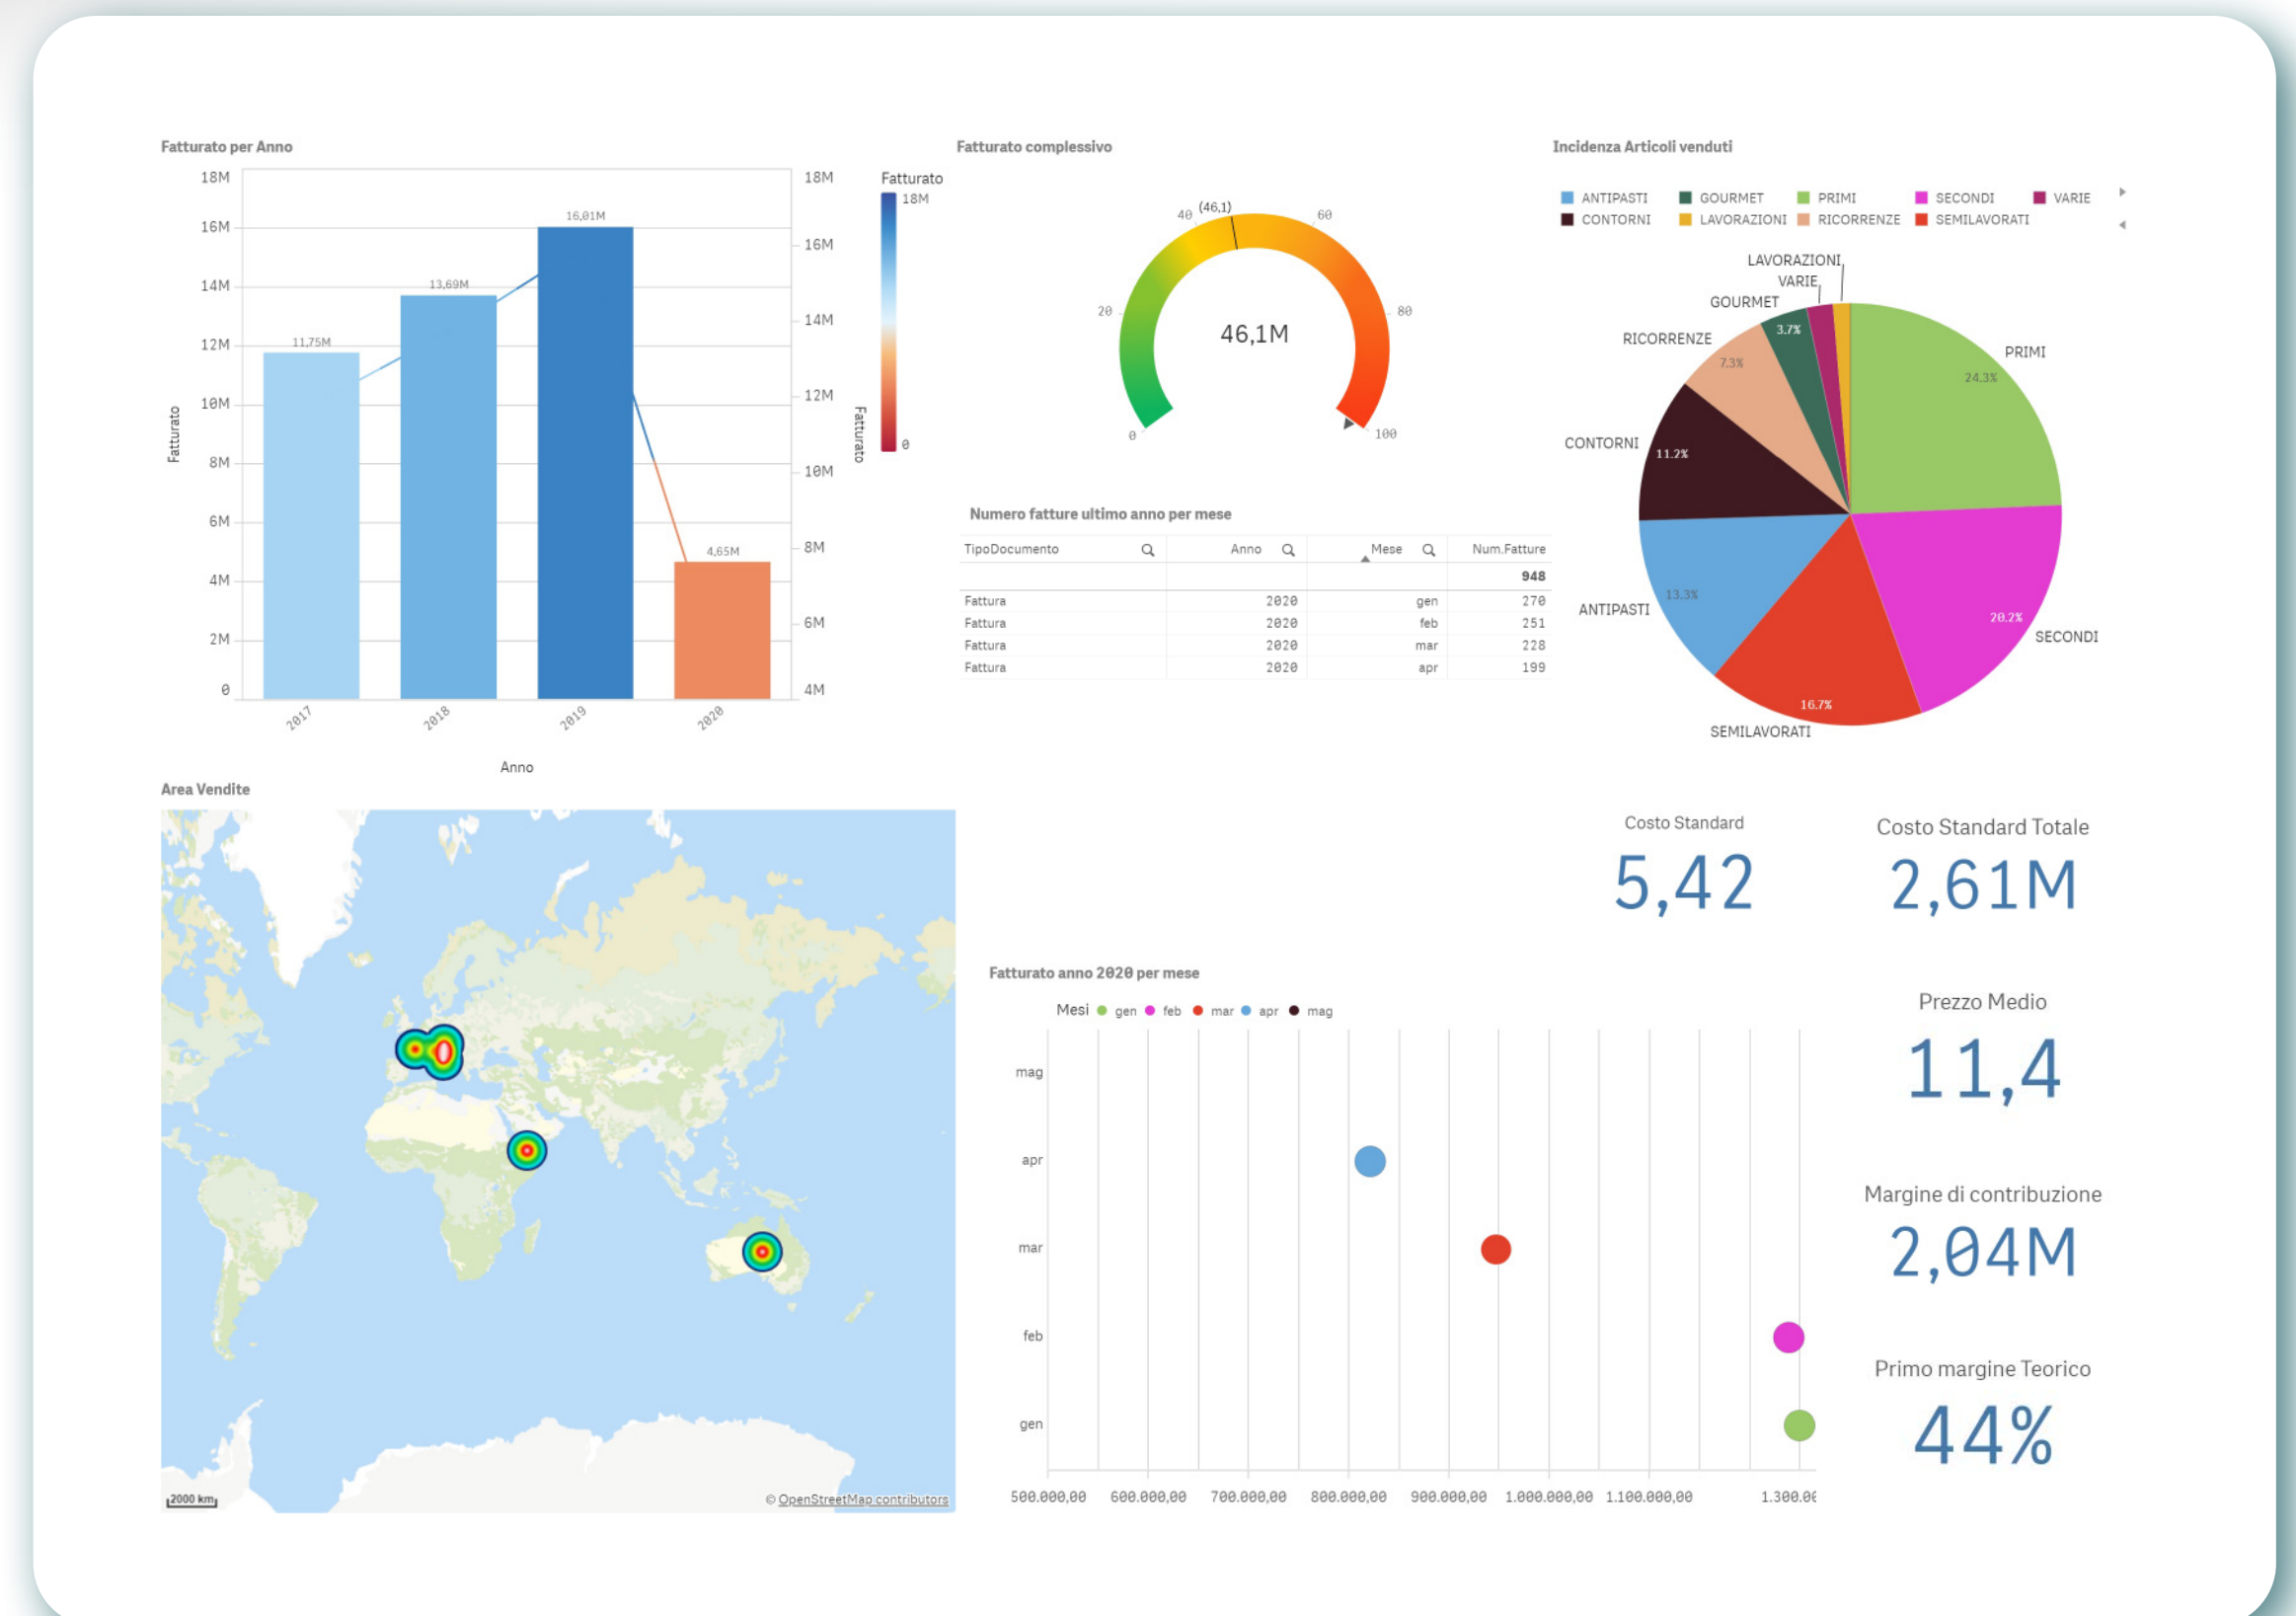 Fatturato per Anno
18M
16M
14M
12M
10M
8M
6M
4M
2M
0
Fatturato
11,75M
13,69M
16,01M
4,65M
2017
2018
2019
2020
Anno
18M
16M
14M
12M
10M
8M
6M
4M
Fatturato
Fatturato
18M
0
Fatturato complessivo
0
20
40
(46,1)
60
80
100
46,1M
Numero fatture ultimo anno per mese
TipoDocumento Anno Mese Num.Fatture
948
Fattura 2020 gen 270
Fattura 2020 feb 251
Fattura 2020 mar 228
Fattura 2020 apr 199
Incidenza Articoli venduti
ANTIPASTI GOURMET PRIMI SECONDI VARIE
CONTORNI LAVORAZIONI RICORRENZE SEMILAVORATI
LAVORAZIONI
VARIE
GOURMET
3.7%
RICORRENZE
7.3%
PRIMI
24.3%
CONTORNI
11.2%
ANTIPASTI
13.3%
SECONDI
20.2%
SEMILAVORATI
16.7%
Area Vendite
2000 km
© OpenStreetMap contributors
Costo Standard
5,42
Costo Standard Totale
2,61M
Fatturato anno 2020 per mese
Mesi gen feb mar apr mag
mag
apr
mar
feb
gen
500.000,00 600.000,00 700.000,00 800.000,00 900.000,00 1.000.000,00 1.100.000,00 1.300.0
Prezzo Medio
11,4
Margine di contribuzione
2,04M
Primo margine Teorico
44%